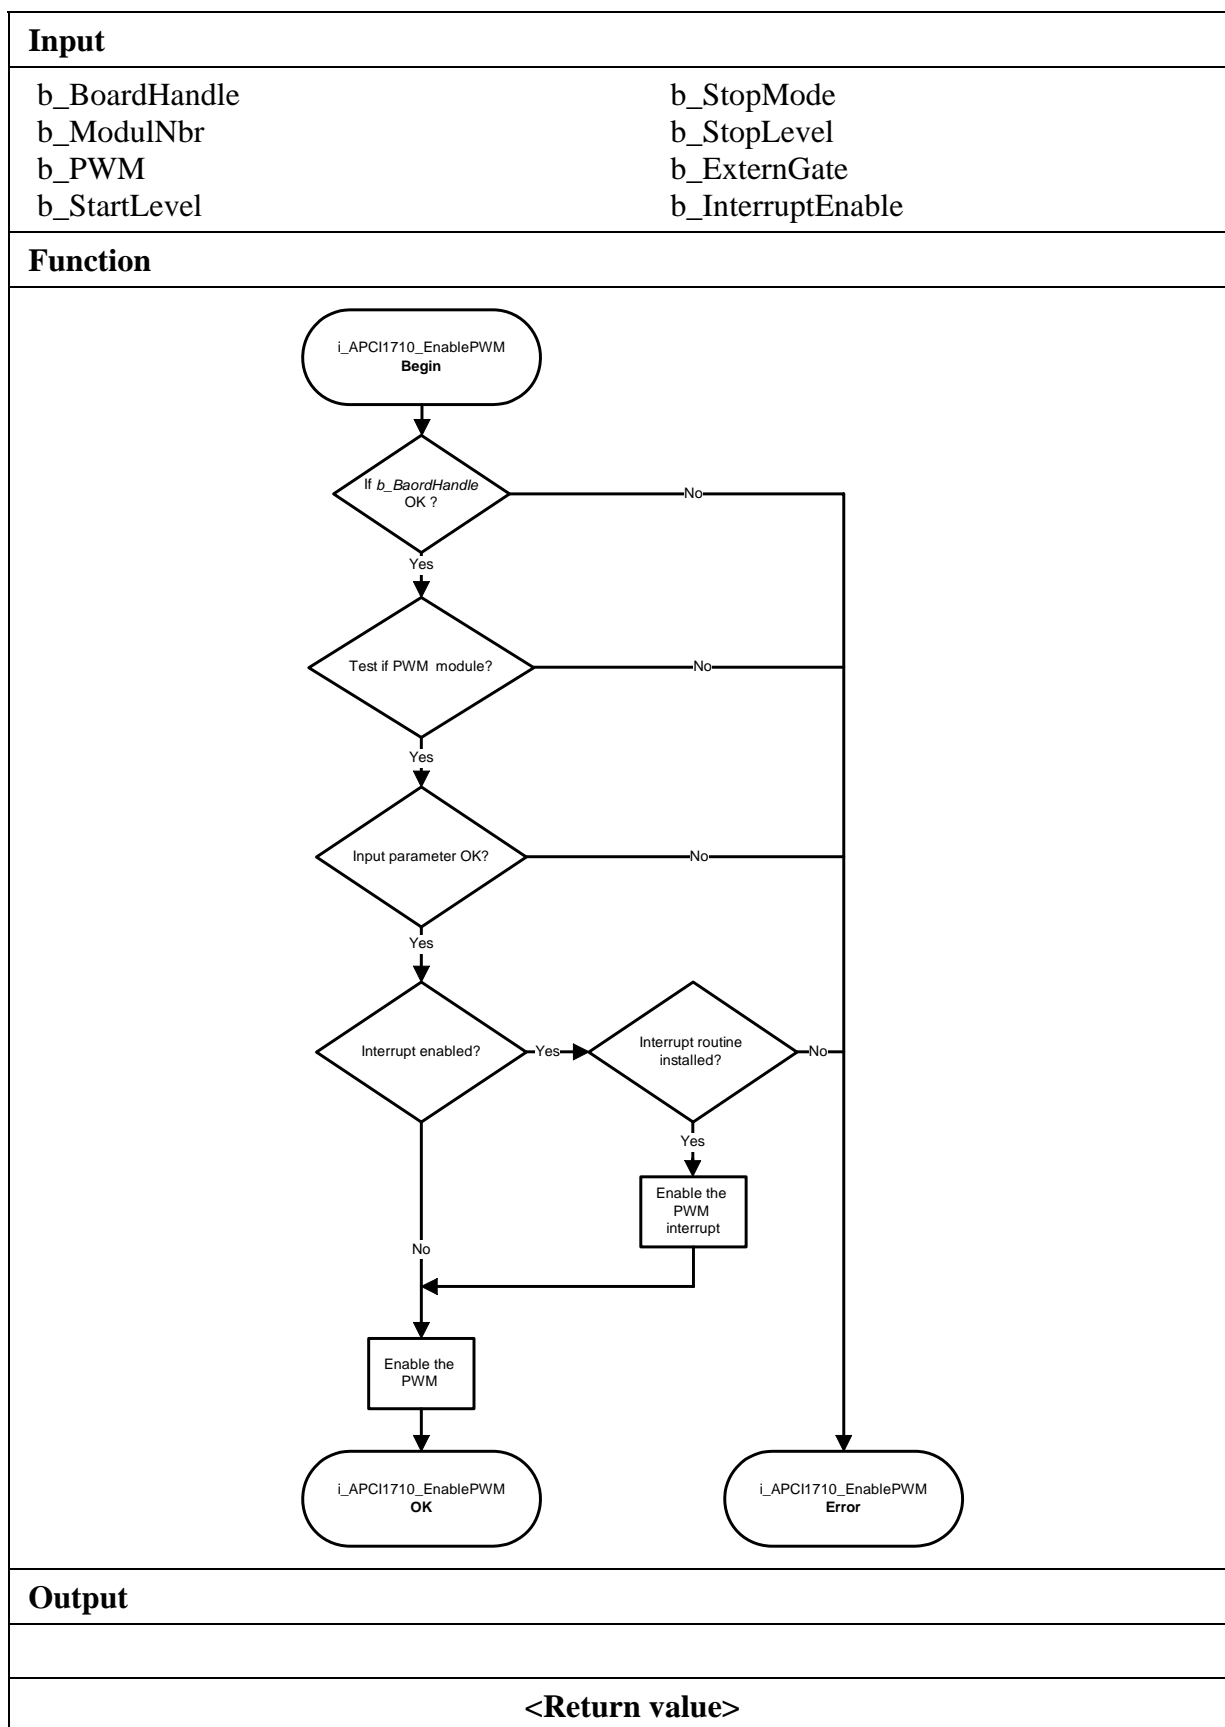 Input
b_BoardHandle
b_ModulNbr
b_PWM
b_StartLevel
b_StopMode
b_StopLevel
b_ExternGate
b_InterruptEnable
Function
i_APCI1710_EnablePWM
Begin
If b_BaordHandle
OK ?
No
Yes
Test if PWM module?
No
Yes
Input parameter OK?
No
Yes
Interrupt enabled?
Yes
Interrupt routine
installed?
No
Yes
Enable the
PWM
interrupt
No
Enable the
PWM
i_APCI1710_EnablePWM
OK
i_APCI1710_EnablePWM
Error
Output
<Return value>